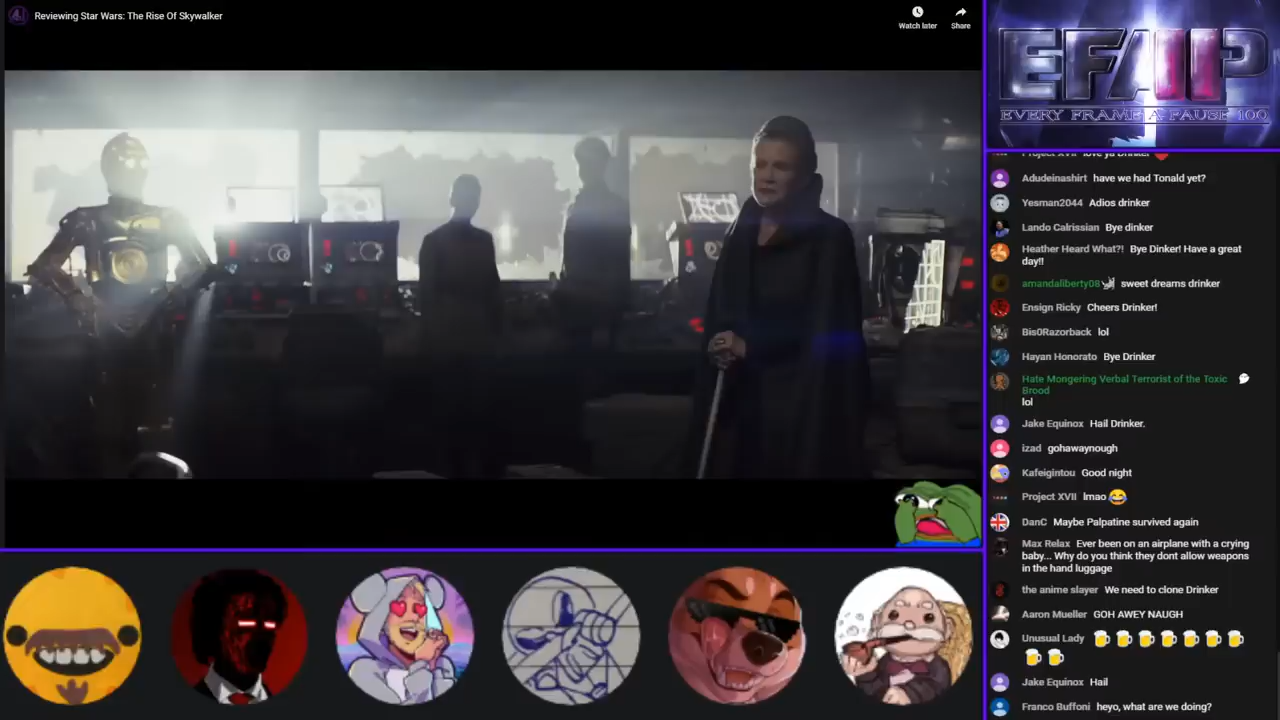 Reviewing Star Wars: The Rise Of Skywalker
Watch later
Share
EFAP
EVERY FRAME A PAUSE 100
Project XVII love ya Drinker
Adudeinashirt have we had Tonald yet?
Yesman2044 Adios drinker
Lando Calrissian Bye dinker
Heather Heard What?! Bye Dinker! Have a great
day!!
amandaliberty08 sweet dreams drinker
Ensign Ricky Cheers Drinker!
Bis0Razorback lol
Hayan Honorato Bye Drinker
Hate Mongering Verbal Terrorist of the Toxic
Brood
lol
Jake Equinox Hail Drinker.
izad gohawaynough
Kafeigintou Good night
Project XVII lmao 😂
DanC Maybe Palpatine survived again
Max Relax Ever been on an airplane with a crying
baby... Why do you think they dont allow weapons
in the hand luggage
the anime slayer We need to clone Drinker
Aaron Mueller GOH AWEY NAUGH
Unusual Lady 🍺🍺🍺🍺🍺🍺🍺
🍺🍺
Jake Equinox Hail
Franco Buffoni heyo, what are we doing?